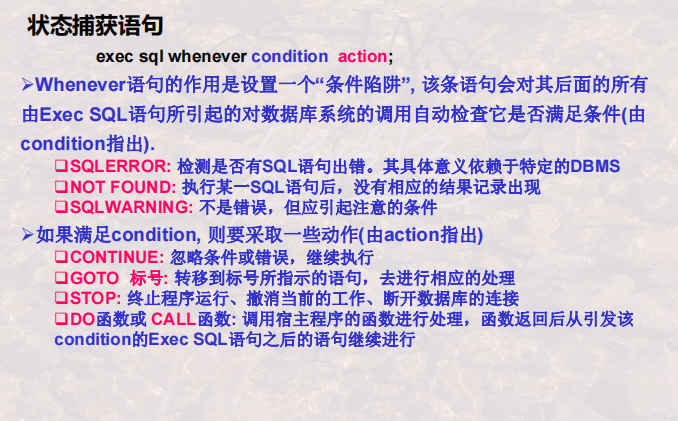 状态捕获语句
exec sql whenever condition action;
➢Whenever语句的作用是设置一个“条件陷阱”, 该条语句会对其后面的所有
由Exec SQL语句所引起的对数据库系统的调用自动检查它是否满足条件(由
condition指出).
❑SQLERROR: 检测是否有SQL语句出错。其具体意义依赖于特定的DBMS
❑NOT FOUND: 执行某一SQL语句后，没有相应的结果记录出现
❑SQLWARNING: 不是错误，但应引起注意的条件
➢如果满足condition, 则要采取一些动作(由action指出)
❑CONTINUE: 忽略条件或错误，继续执行
❑GOTO 标号: 转移到标号所指示的语句，去进行相应的处理
❑STOP: 终止程序运行、撤消当前的工作、断开数据库的连接
❑DO函数或 CALL函数: 调用宿主程序的函数进行处理，函数返回后从引发该
condition的Exec SQL语句之后的语句继续进行